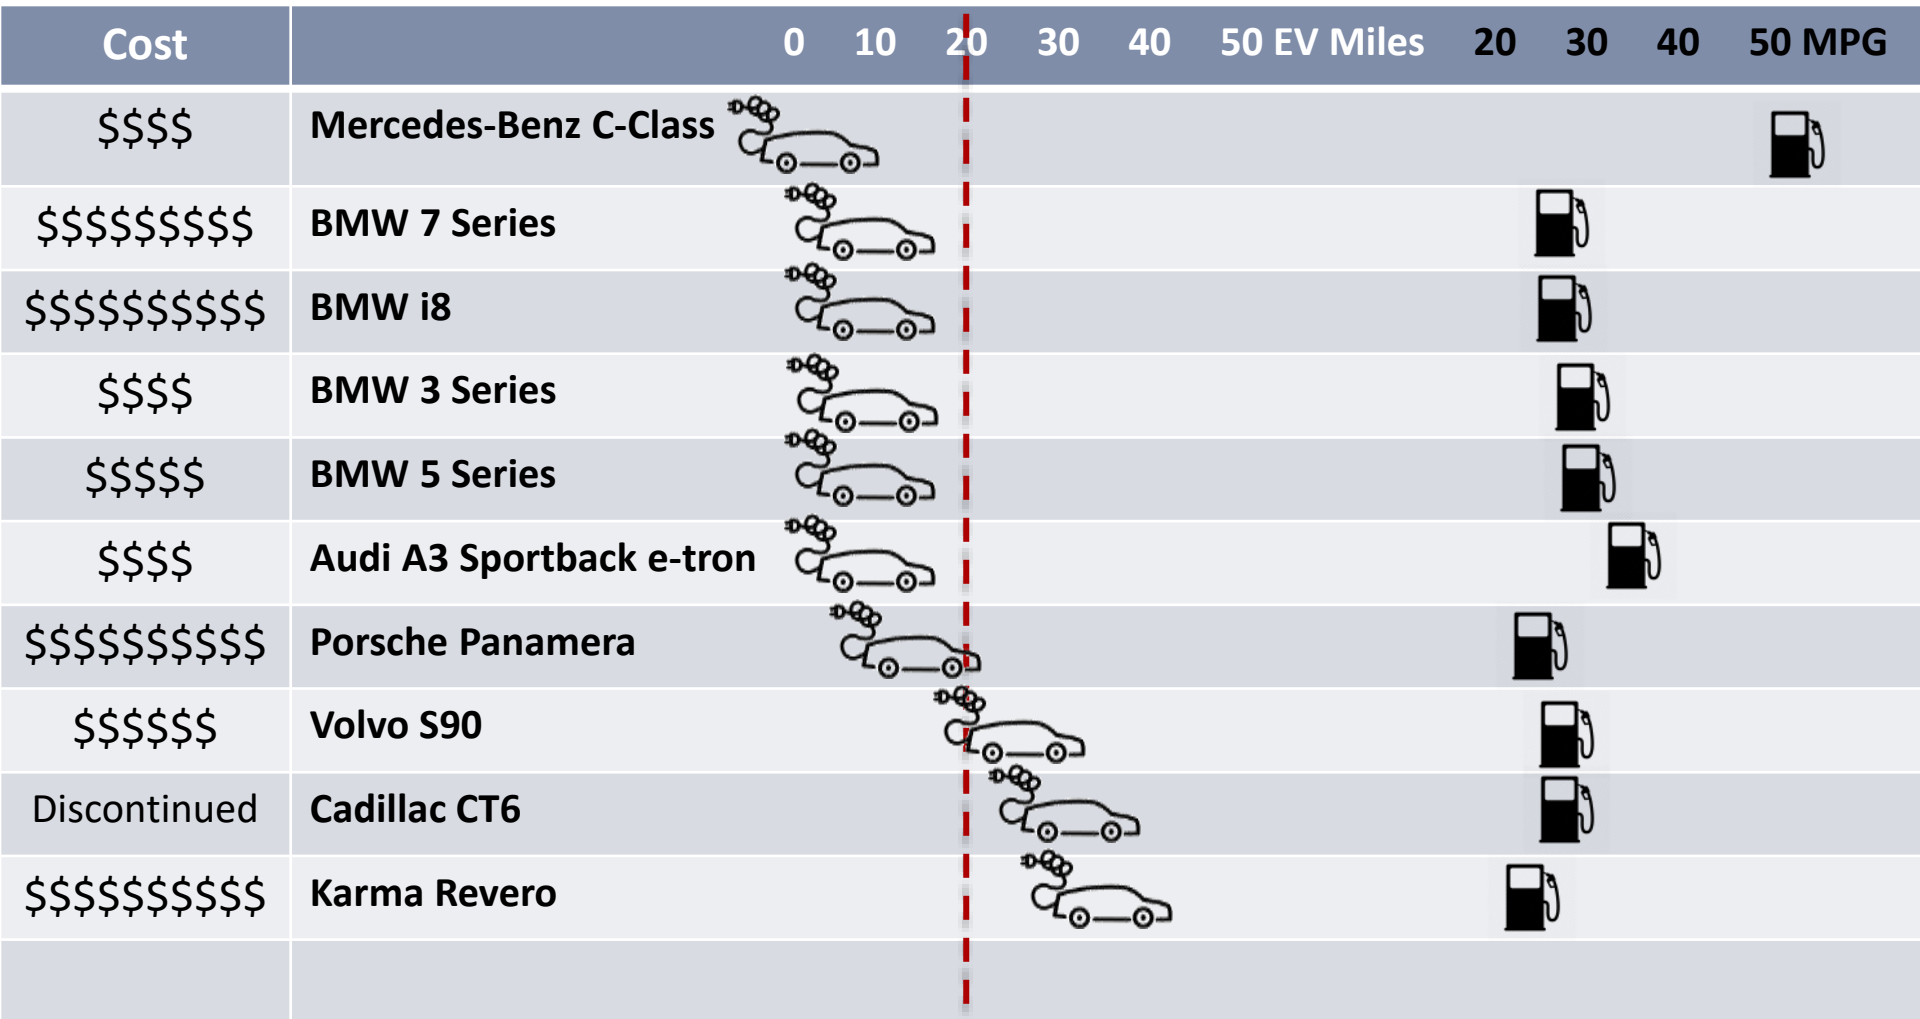 Cost 0 10 20 30 40 50 EV Miles 20 30 40 50 MPG
$$$$ Mercedes-Benz C-Class
$$$$$$$$$ BMW 7 Series
$$$$$$$$$$ BMW i8
$$$$ BMW 3 Series
$$$$$ BMW 5 Series
$$$$ Audi A3 Sportback e-tron
$$$$$$$$$$ Porsche Panamera
$$$$$$ Volvo S90
Discontinued Cadillac CT6
$$$$$$$$$$ Karma Revero